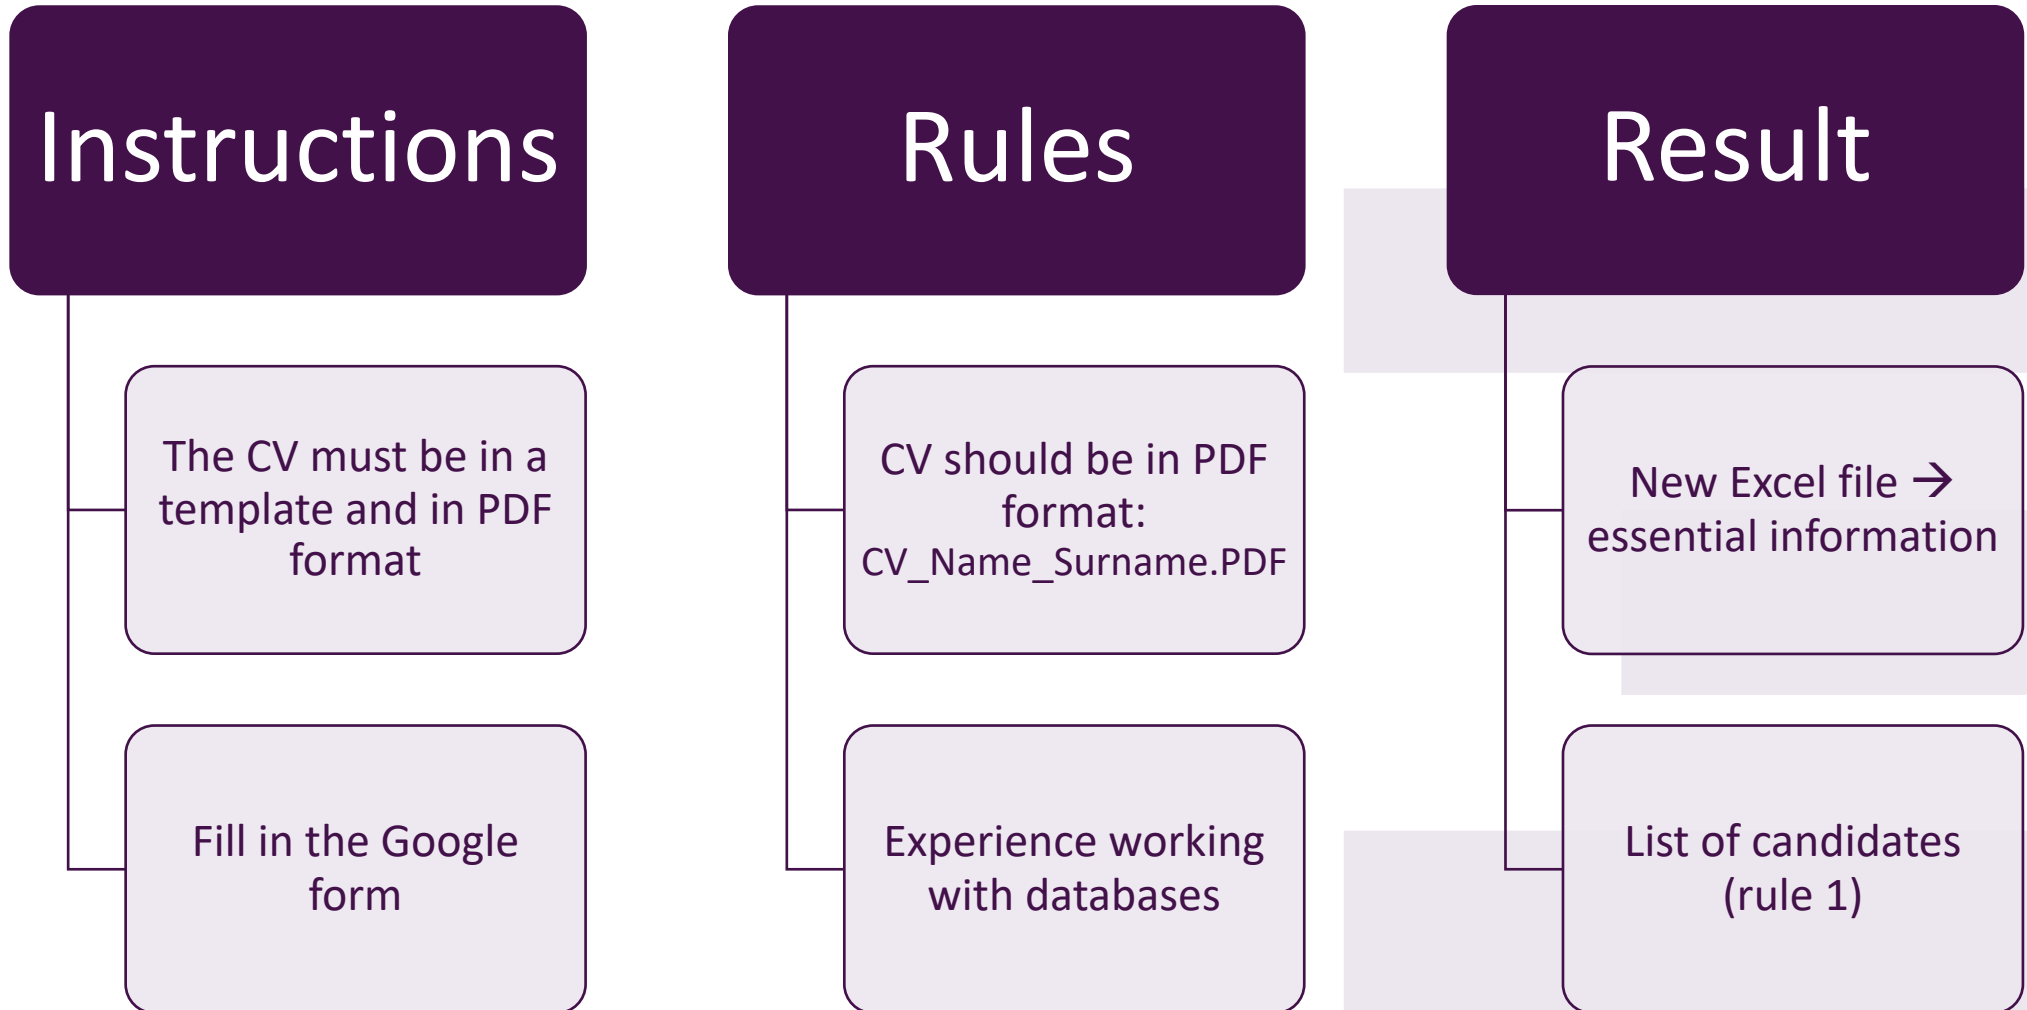 Instructions
The CV must be in a
template and in PDF
format
Fill in the Google
form
Rules
CV should be in PDF
format:
CV_Name_Surname.PDF
Experience working
with databases
Result
New Excel file →
essential information
List of candidates
(rule 1)